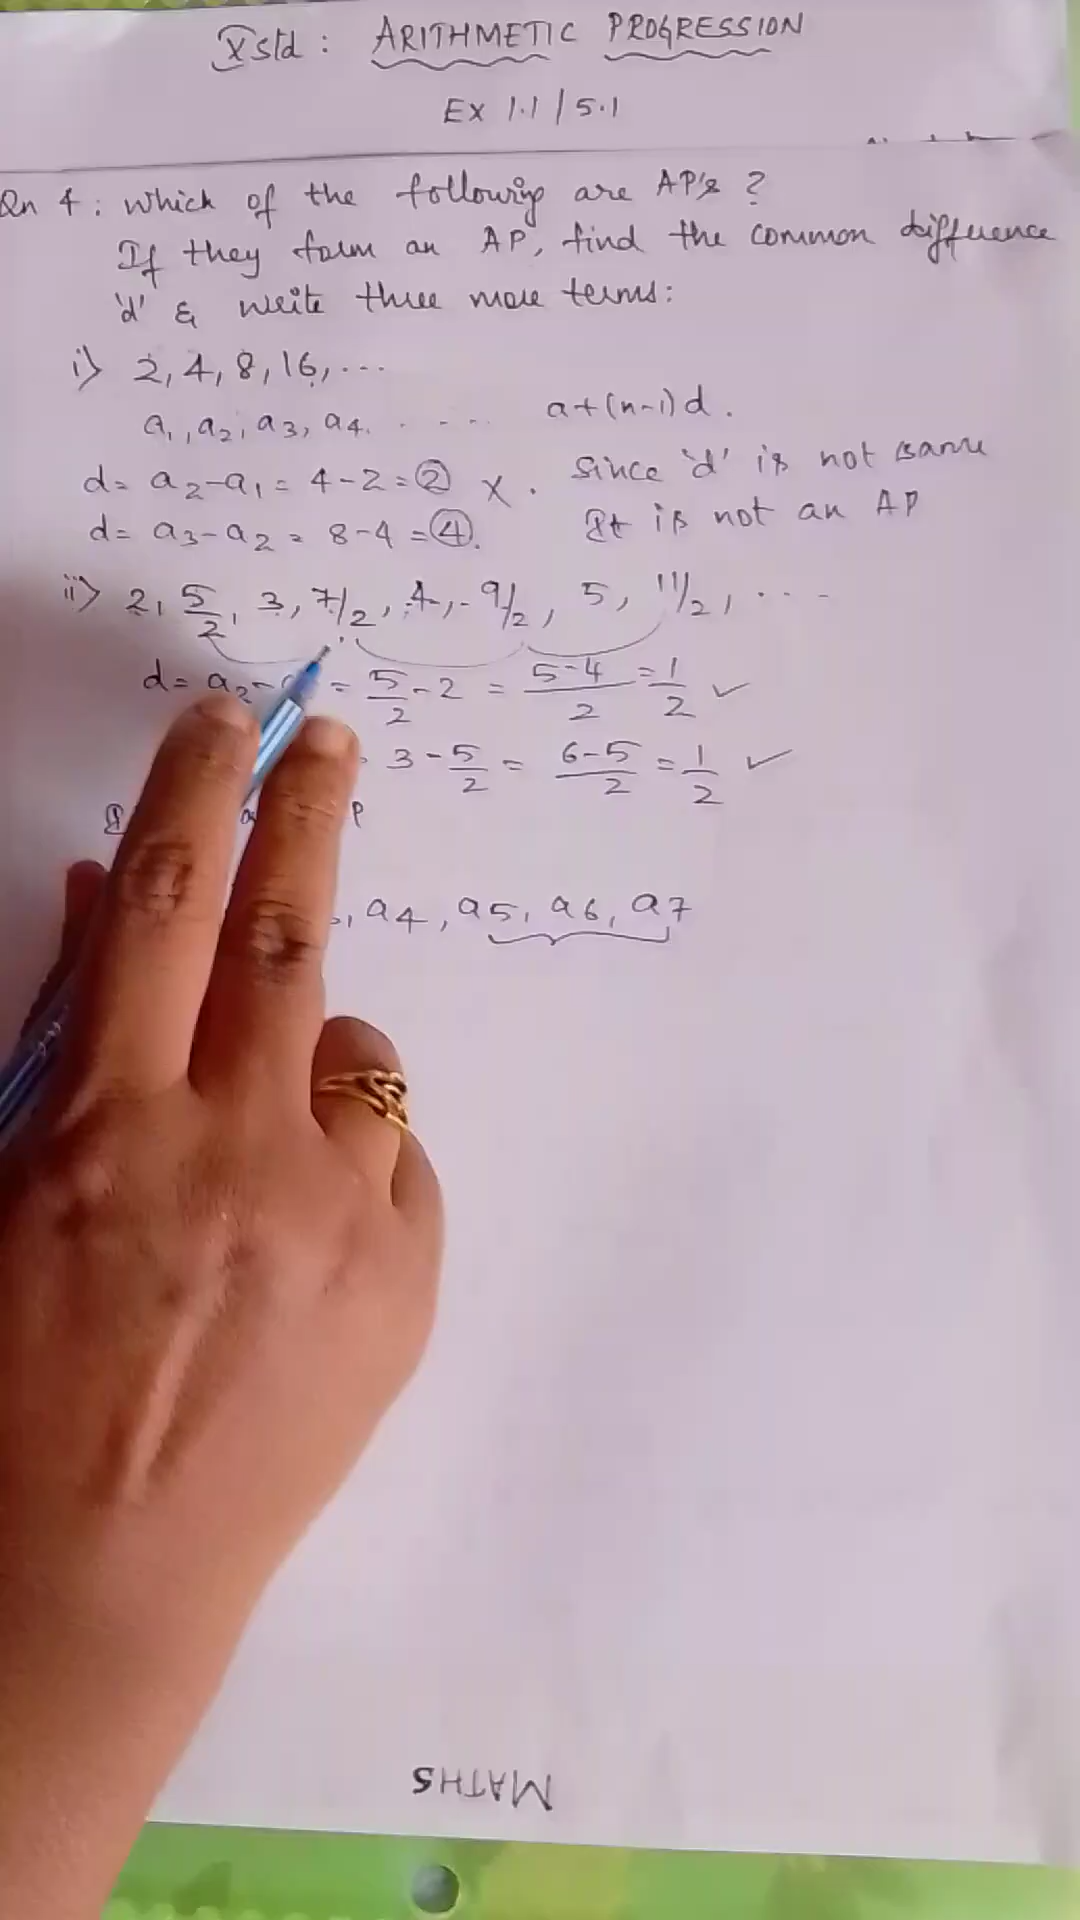 X std : ARITHMETIC PROGRESSION
Ex 1.1 / 5.1
Qn 4 : Which of the following are AP's ?
If they form an AP, find the common difference
'd' & write three more terms:
i) 2, 4, 8, 16, ...
a1, a2, a3, a4. . . . . . a+(n-1)d.
d = a2-a1 = 4-2 = 2 X . Since 'd' is not same
d = a3-a2 = 8-4 = 4. It is not an AP
ii) 2, 5/2, 3, 7/2, 4, 9/2, 5, 11/2, . . . .
d = a2- = 5/2 - 2 = 5-4/2 = 1/2 ✓
3 - 5/2 = 6-5/2 = 1/2 ✓
a4, a5, a6, a7
MATHS